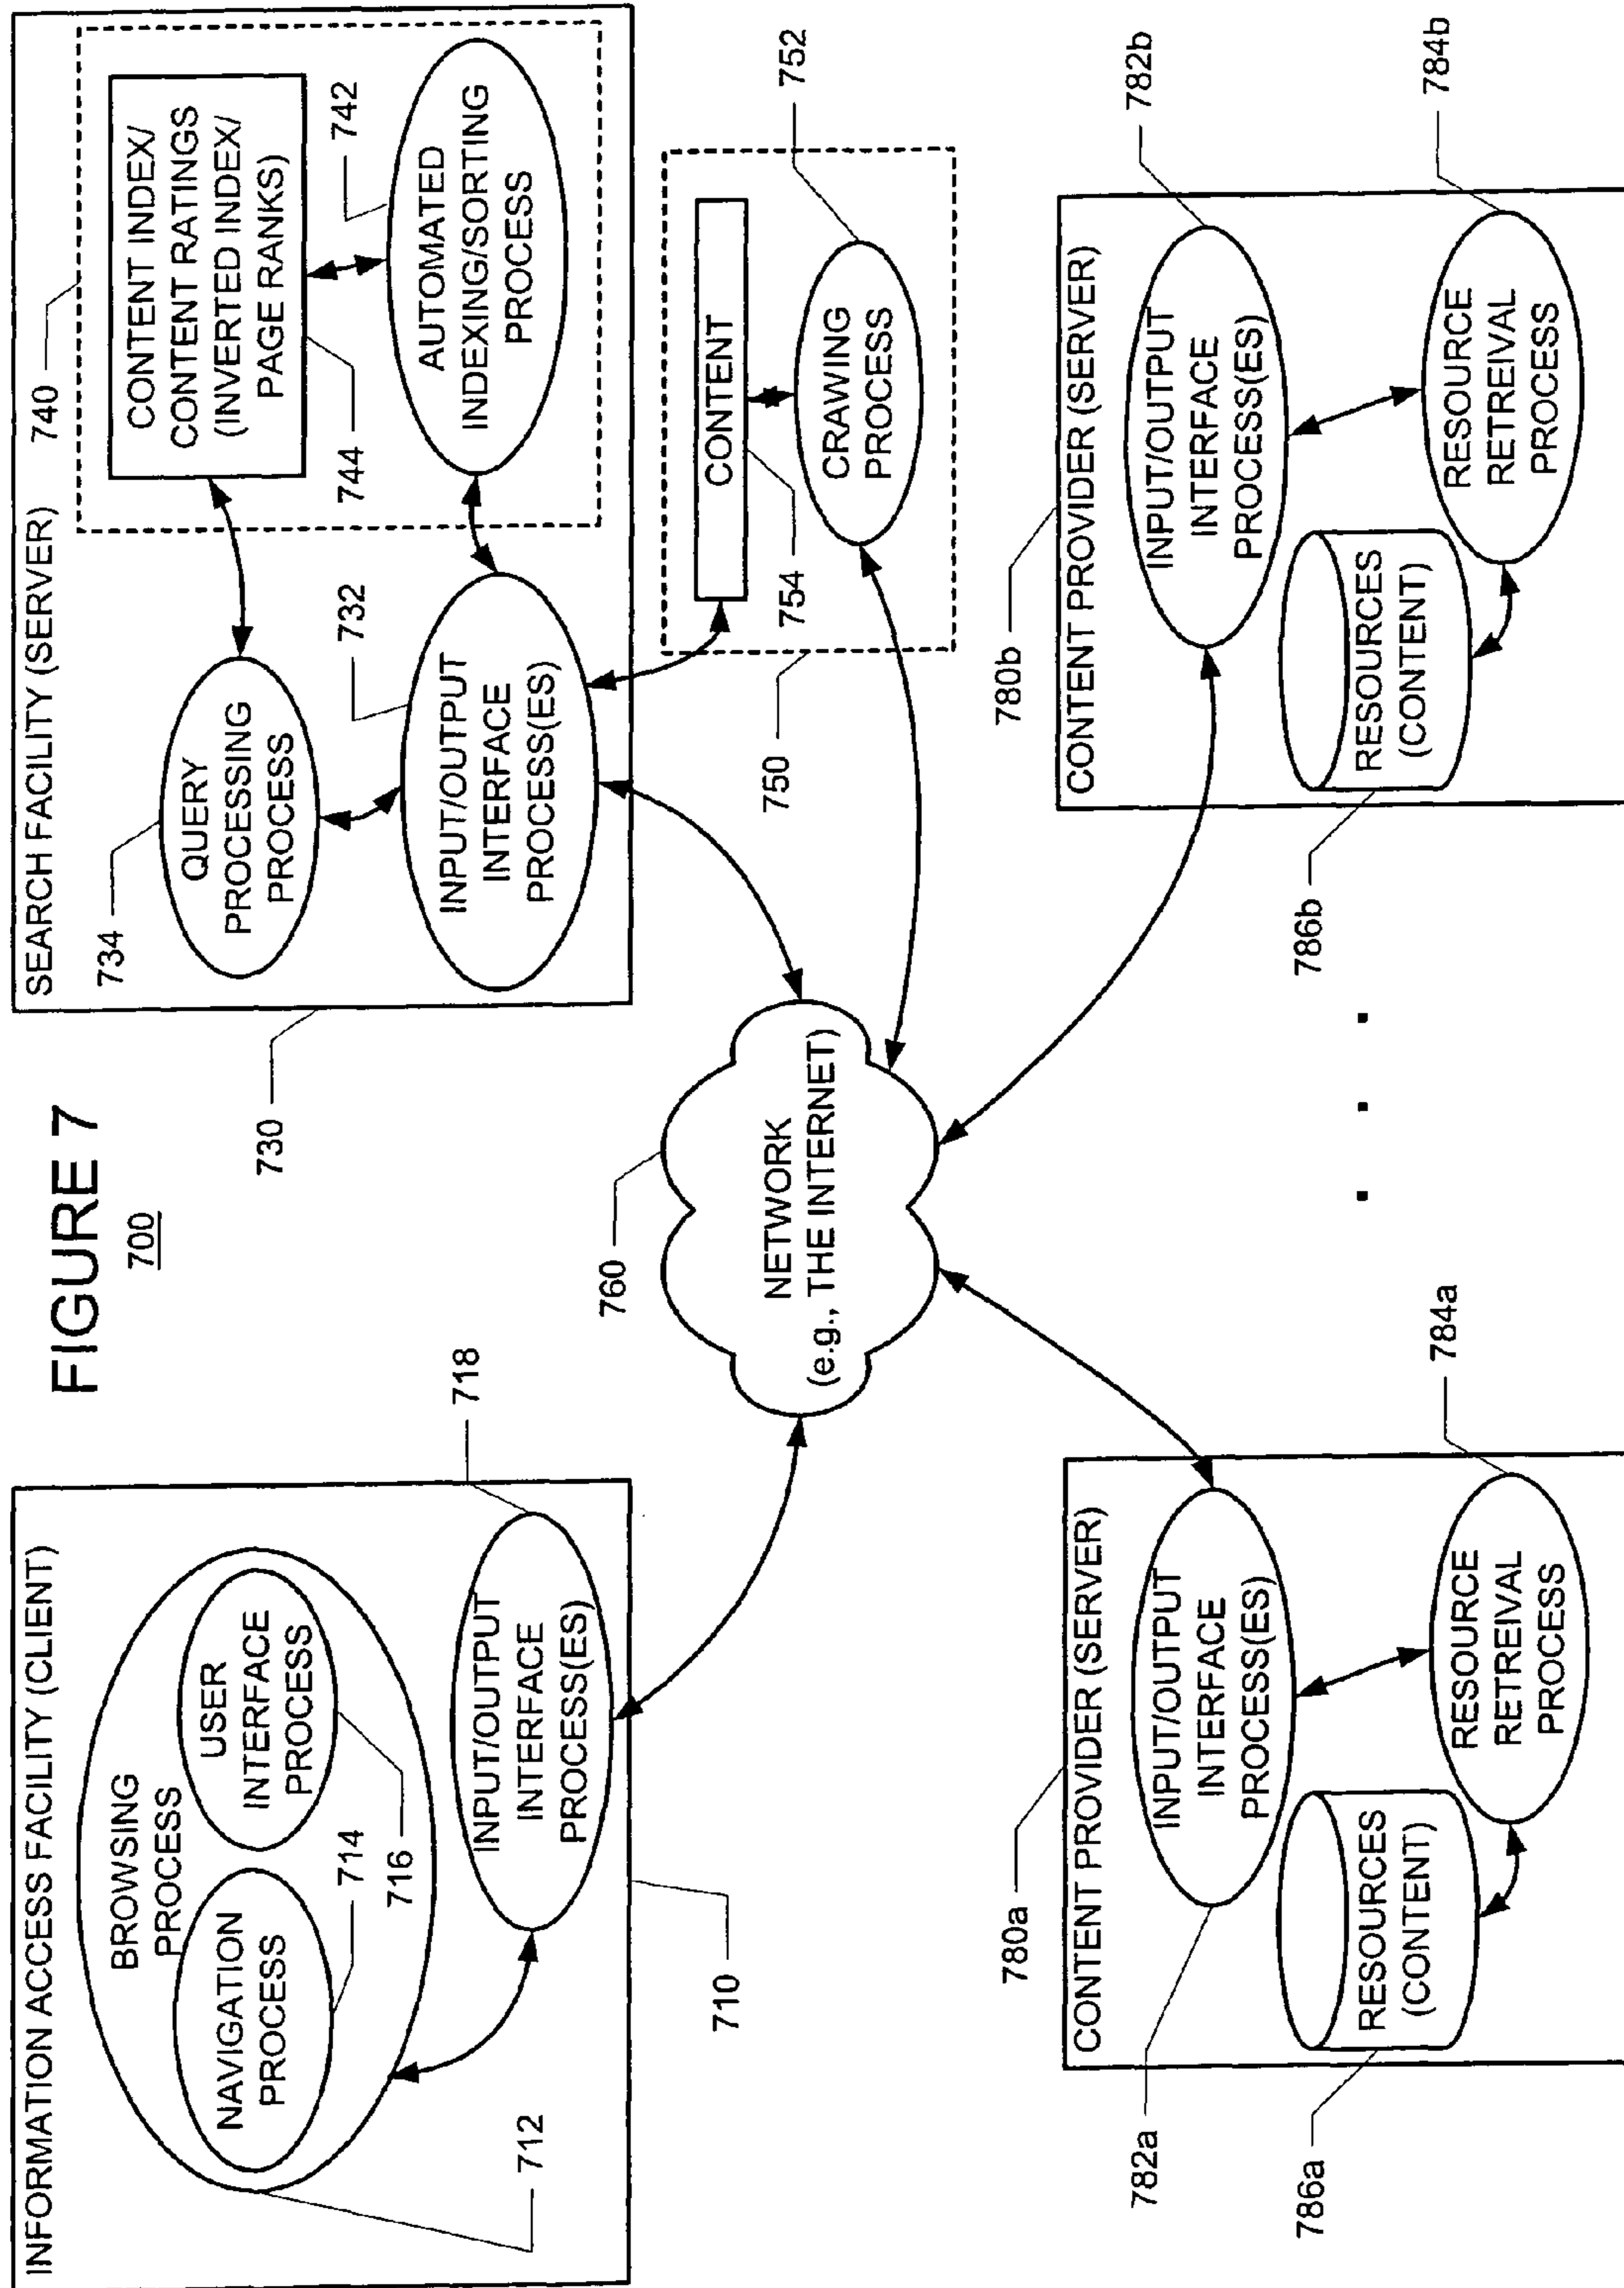 FIGURE 7
700
INFORMATION ACCESS FACILITY (CLIENT)
BROWSING
PROCESS
NAVIGATION
PROCESS
USER
INTERFACE
PROCESS
714
716
INPUT/OUTPUT
INTERFACE
PROCESS(ES)
718
712
710
SEARCH FACILITY (SERVER)
740
734
QUERY
PROCESSING
PROCESS
CONTENT INDEX/
CONTENT RATINGS
(INVERTED INDEX/
PAGE RANKS)
744
742
732
INPUT/OUTPUT
INTERFACE
PROCESS(ES)
AUTOMATED
INDEXING/SORTING
PROCESS
730
CONTENT
754
752
CRAWING
PROCESS
750
760
NETWORK
(e.g., THE INTERNET)
780a
CONTENT PROVIDER (SERVER)
INPUT/OUTPUT
INTERFACE
PROCESS(ES)
782a
RESOURCES
(CONTENT)
786a
RESOURCE
RETREIVAL
PROCESS
784a
. . .
780b
CONTENT PROVIDER (SERVER)
INPUT/OUTPUT
INTERFACE
PROCESS(ES)
782b
RESOURCES
(CONTENT)
786b
RESOURCE
RETREIVAL
PROCESS
784b